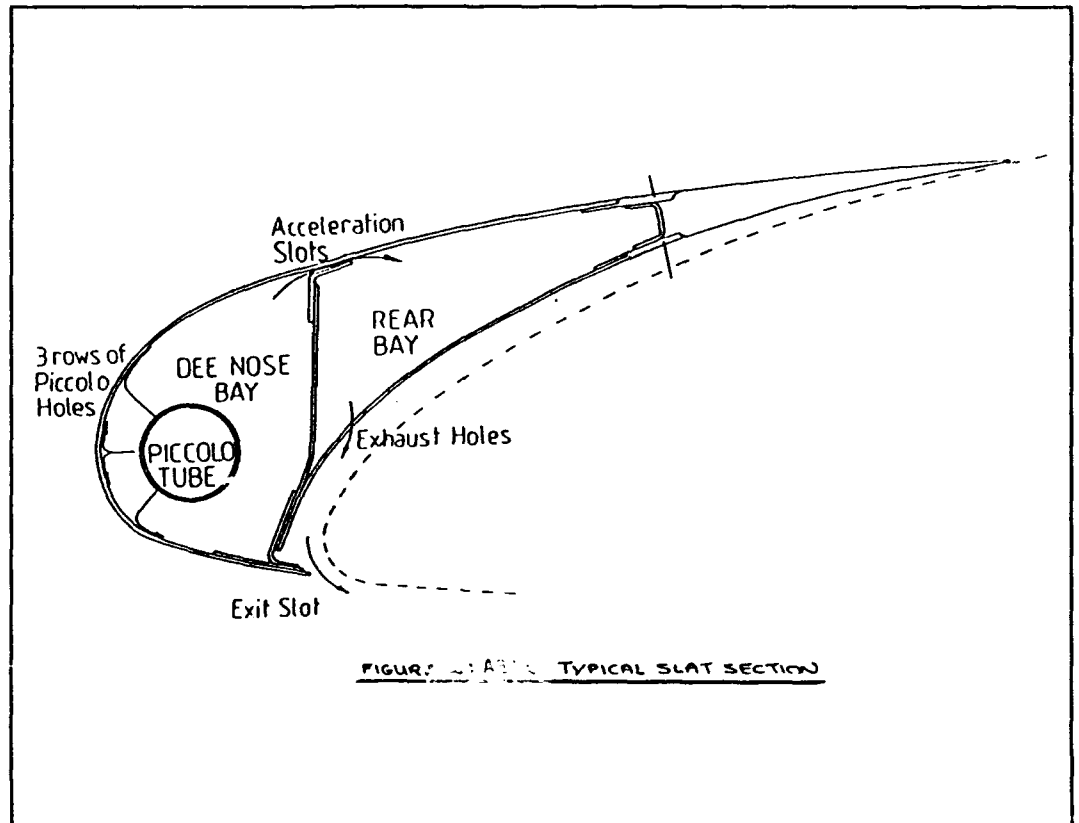 Acceleration
Slots
REAR
BAY
3 rows of
Piccolo
Holes
DEE NOSE
BAY
PICCOLO
TUBE
Exhaust Holes
Exit Slot
TYPICAL SLAT SECTION